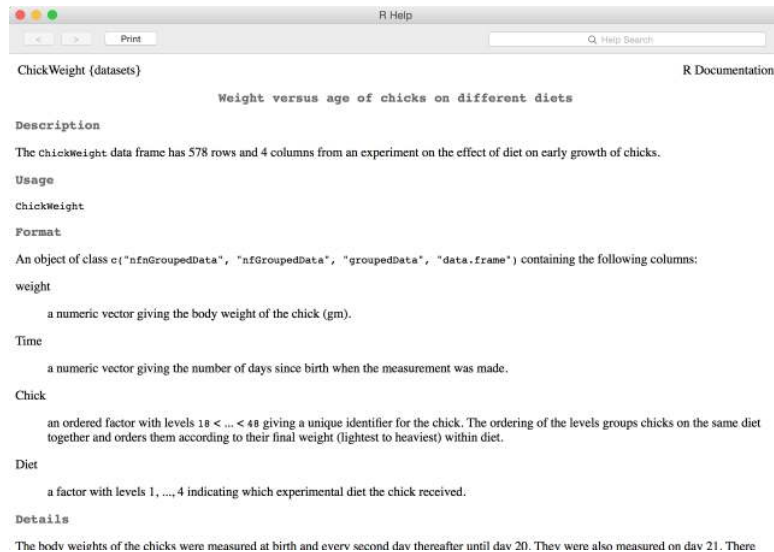 R Help
< > Print Help Search
ChickWeight {datasets} R Documentation
Weight versus age of chicks on different diets
Description
The ChickWeight data frame has 578 rows and 4 columns from an experiment on the effect of diet on early growth of chicks.
Usage
ChickWeight
Format
An object of class c("nfnGroupedData", "nfGroupedData", "groupedData", "data.frame") containing the following columns:
weight
a numeric vector giving the body weight of the chick (gm).
Time
a numeric vector giving the number of days since birth when the measurement was made.
Chick
an ordered factor with levels 18 < ... < 48 giving a unique identifier for the chick. The ordering of the levels groups chicks on the same diet
together and orders them according to their final weight (lightest to heaviest) within diet.
Diet
a factor with levels 1, ..., 4 indicating which experimental diet the chick received.
Details
The body weights of the chicks were measured at birth and every second day thereafter until day 20. They were also measured on day 21. There